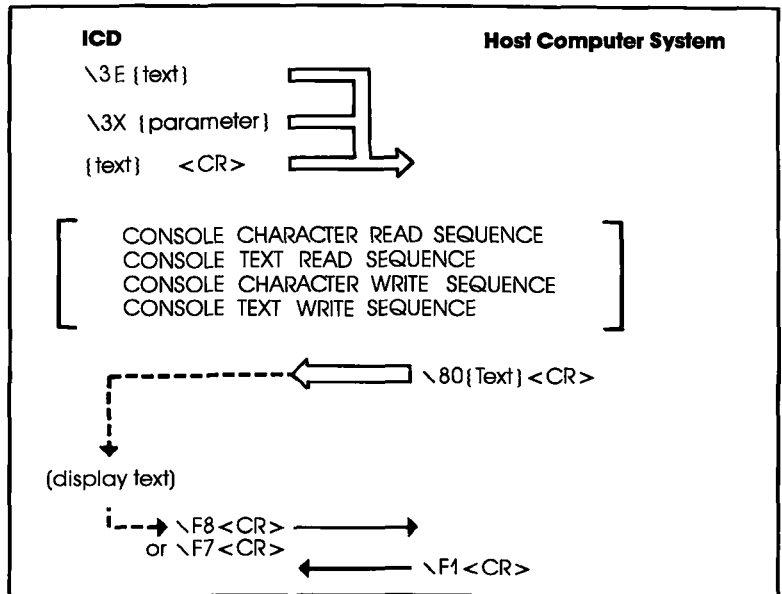 ICD Host Computer System
\3E {text}
\3X {parameter}
{text} <CR>
CONSOLE CHARACTER READ SEQUENCE
CONSOLE TEXT READ SEQUENCE
CONSOLE CHARACTER WRITE SEQUENCE
CONSOLE TEXT WRITE SEQUENCE
\80{Text}<CR>
(display text)
\F8<CR>
or \F7<CR>
\F1<CR>